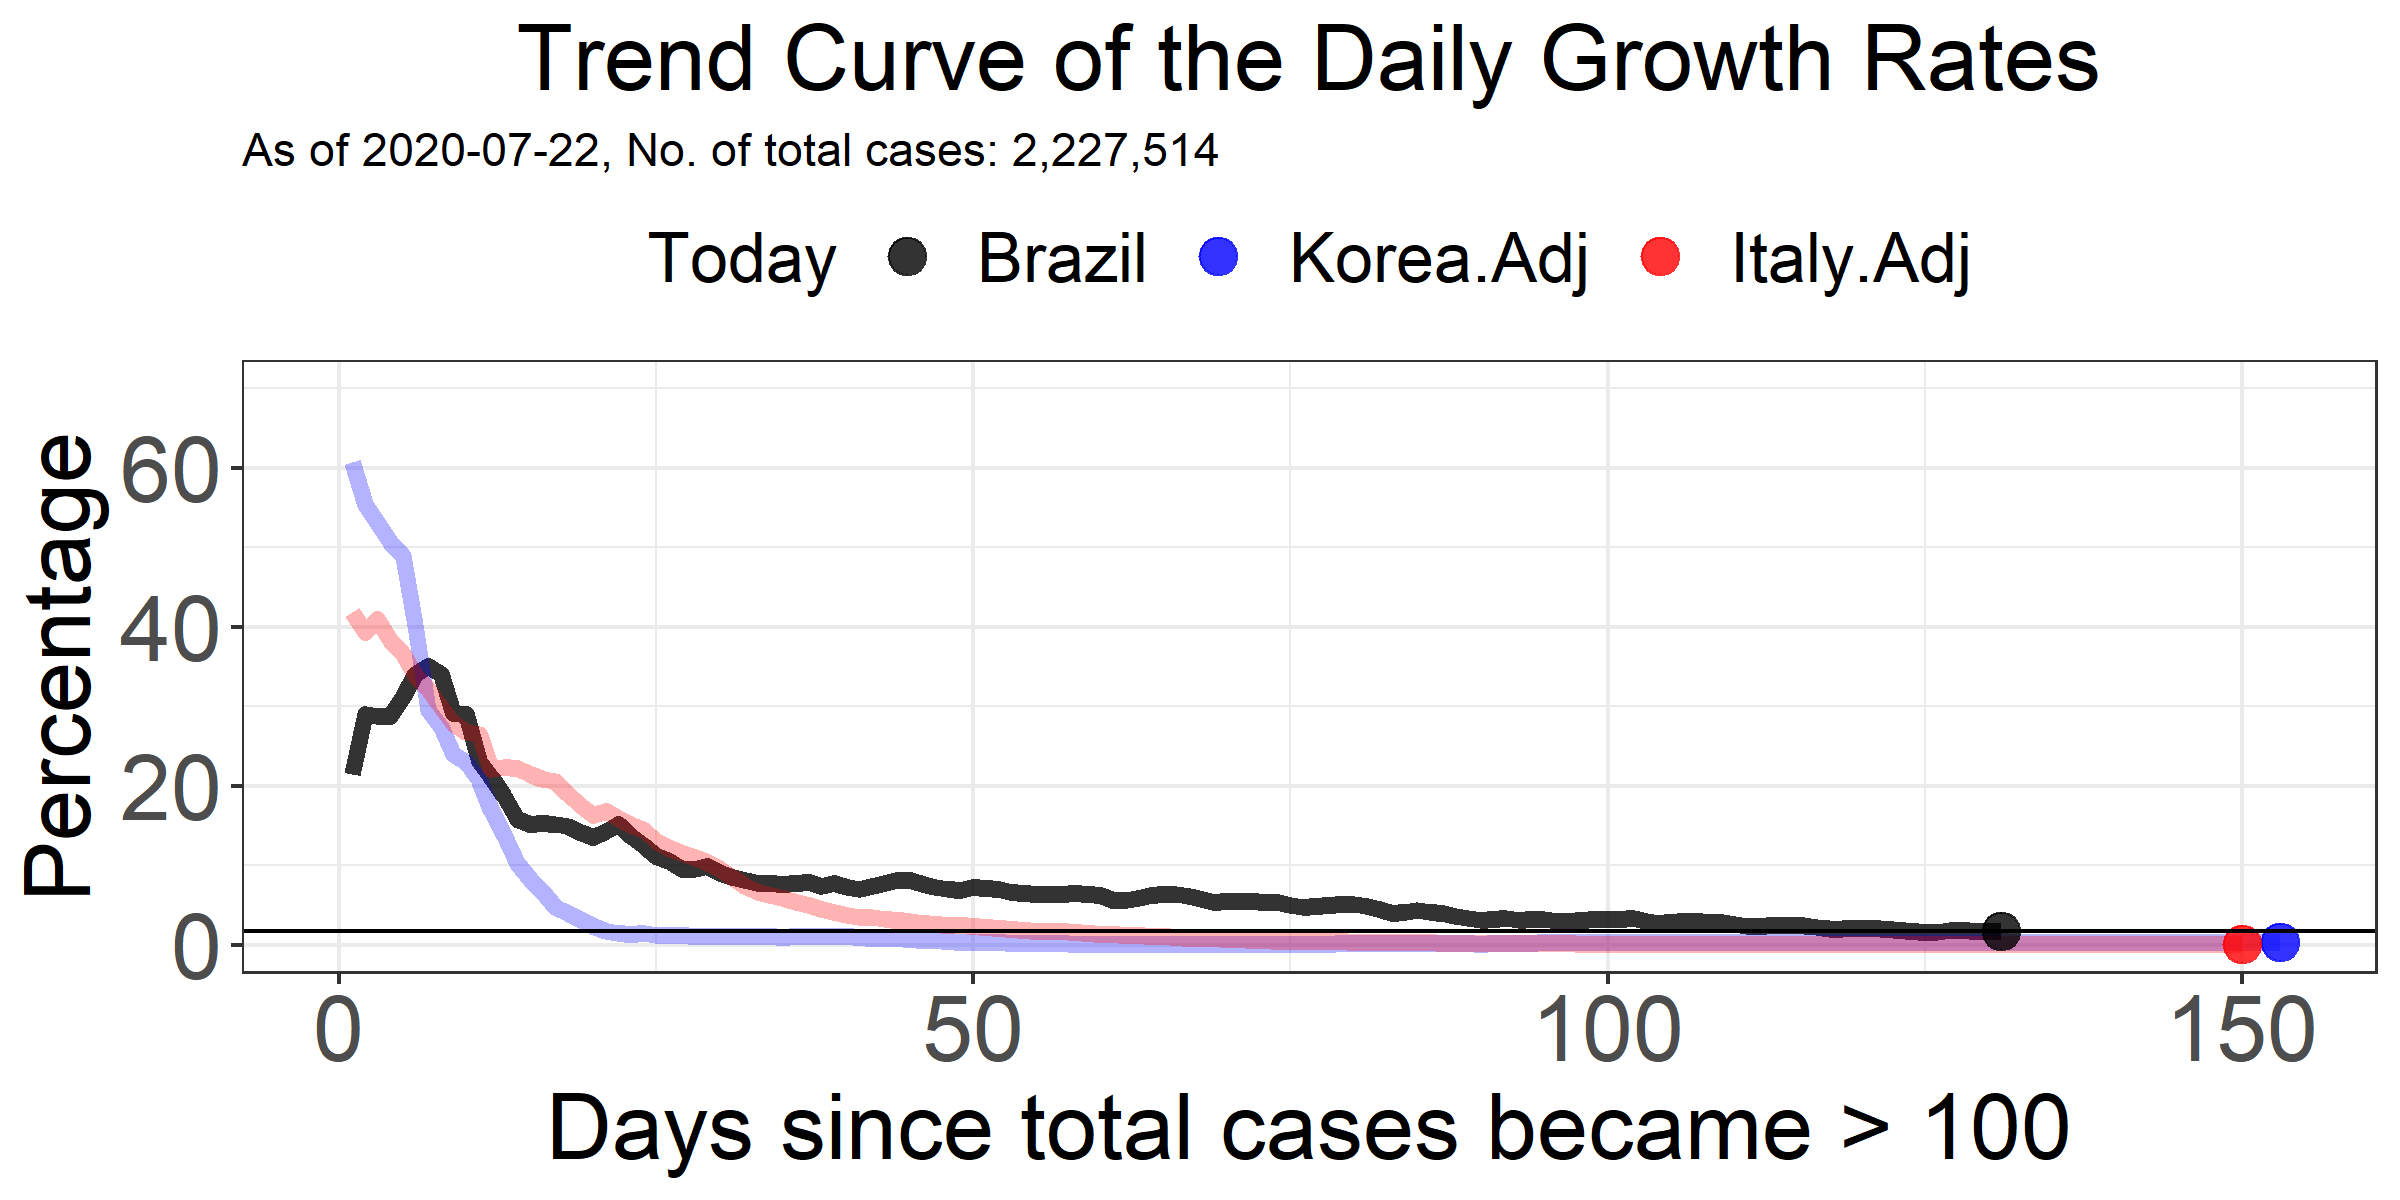 Trend Curve of the Daily Growth Rates
As of 2020-07-22, No. of total cases: 2,227,514
Today Brazil Korea.Adj Italy.Adj
Percentage
60
40
20
0
0 50 100 150
Days since total cases became > 100